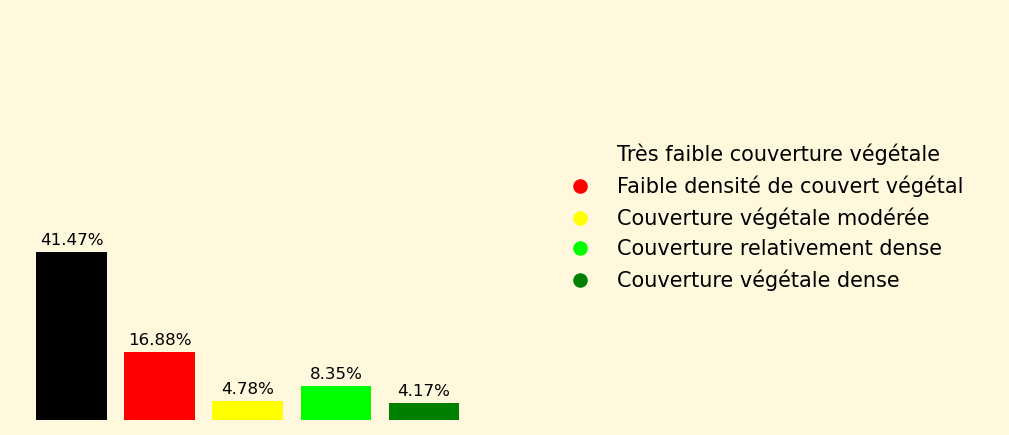 41.47%
16.88%
4.78%
8.35%
4.17%
Très faible couverture végétale
Faible densité de couvert végétal
Couverture végétale modérée
Couverture relativement dense
Couverture végétale dense